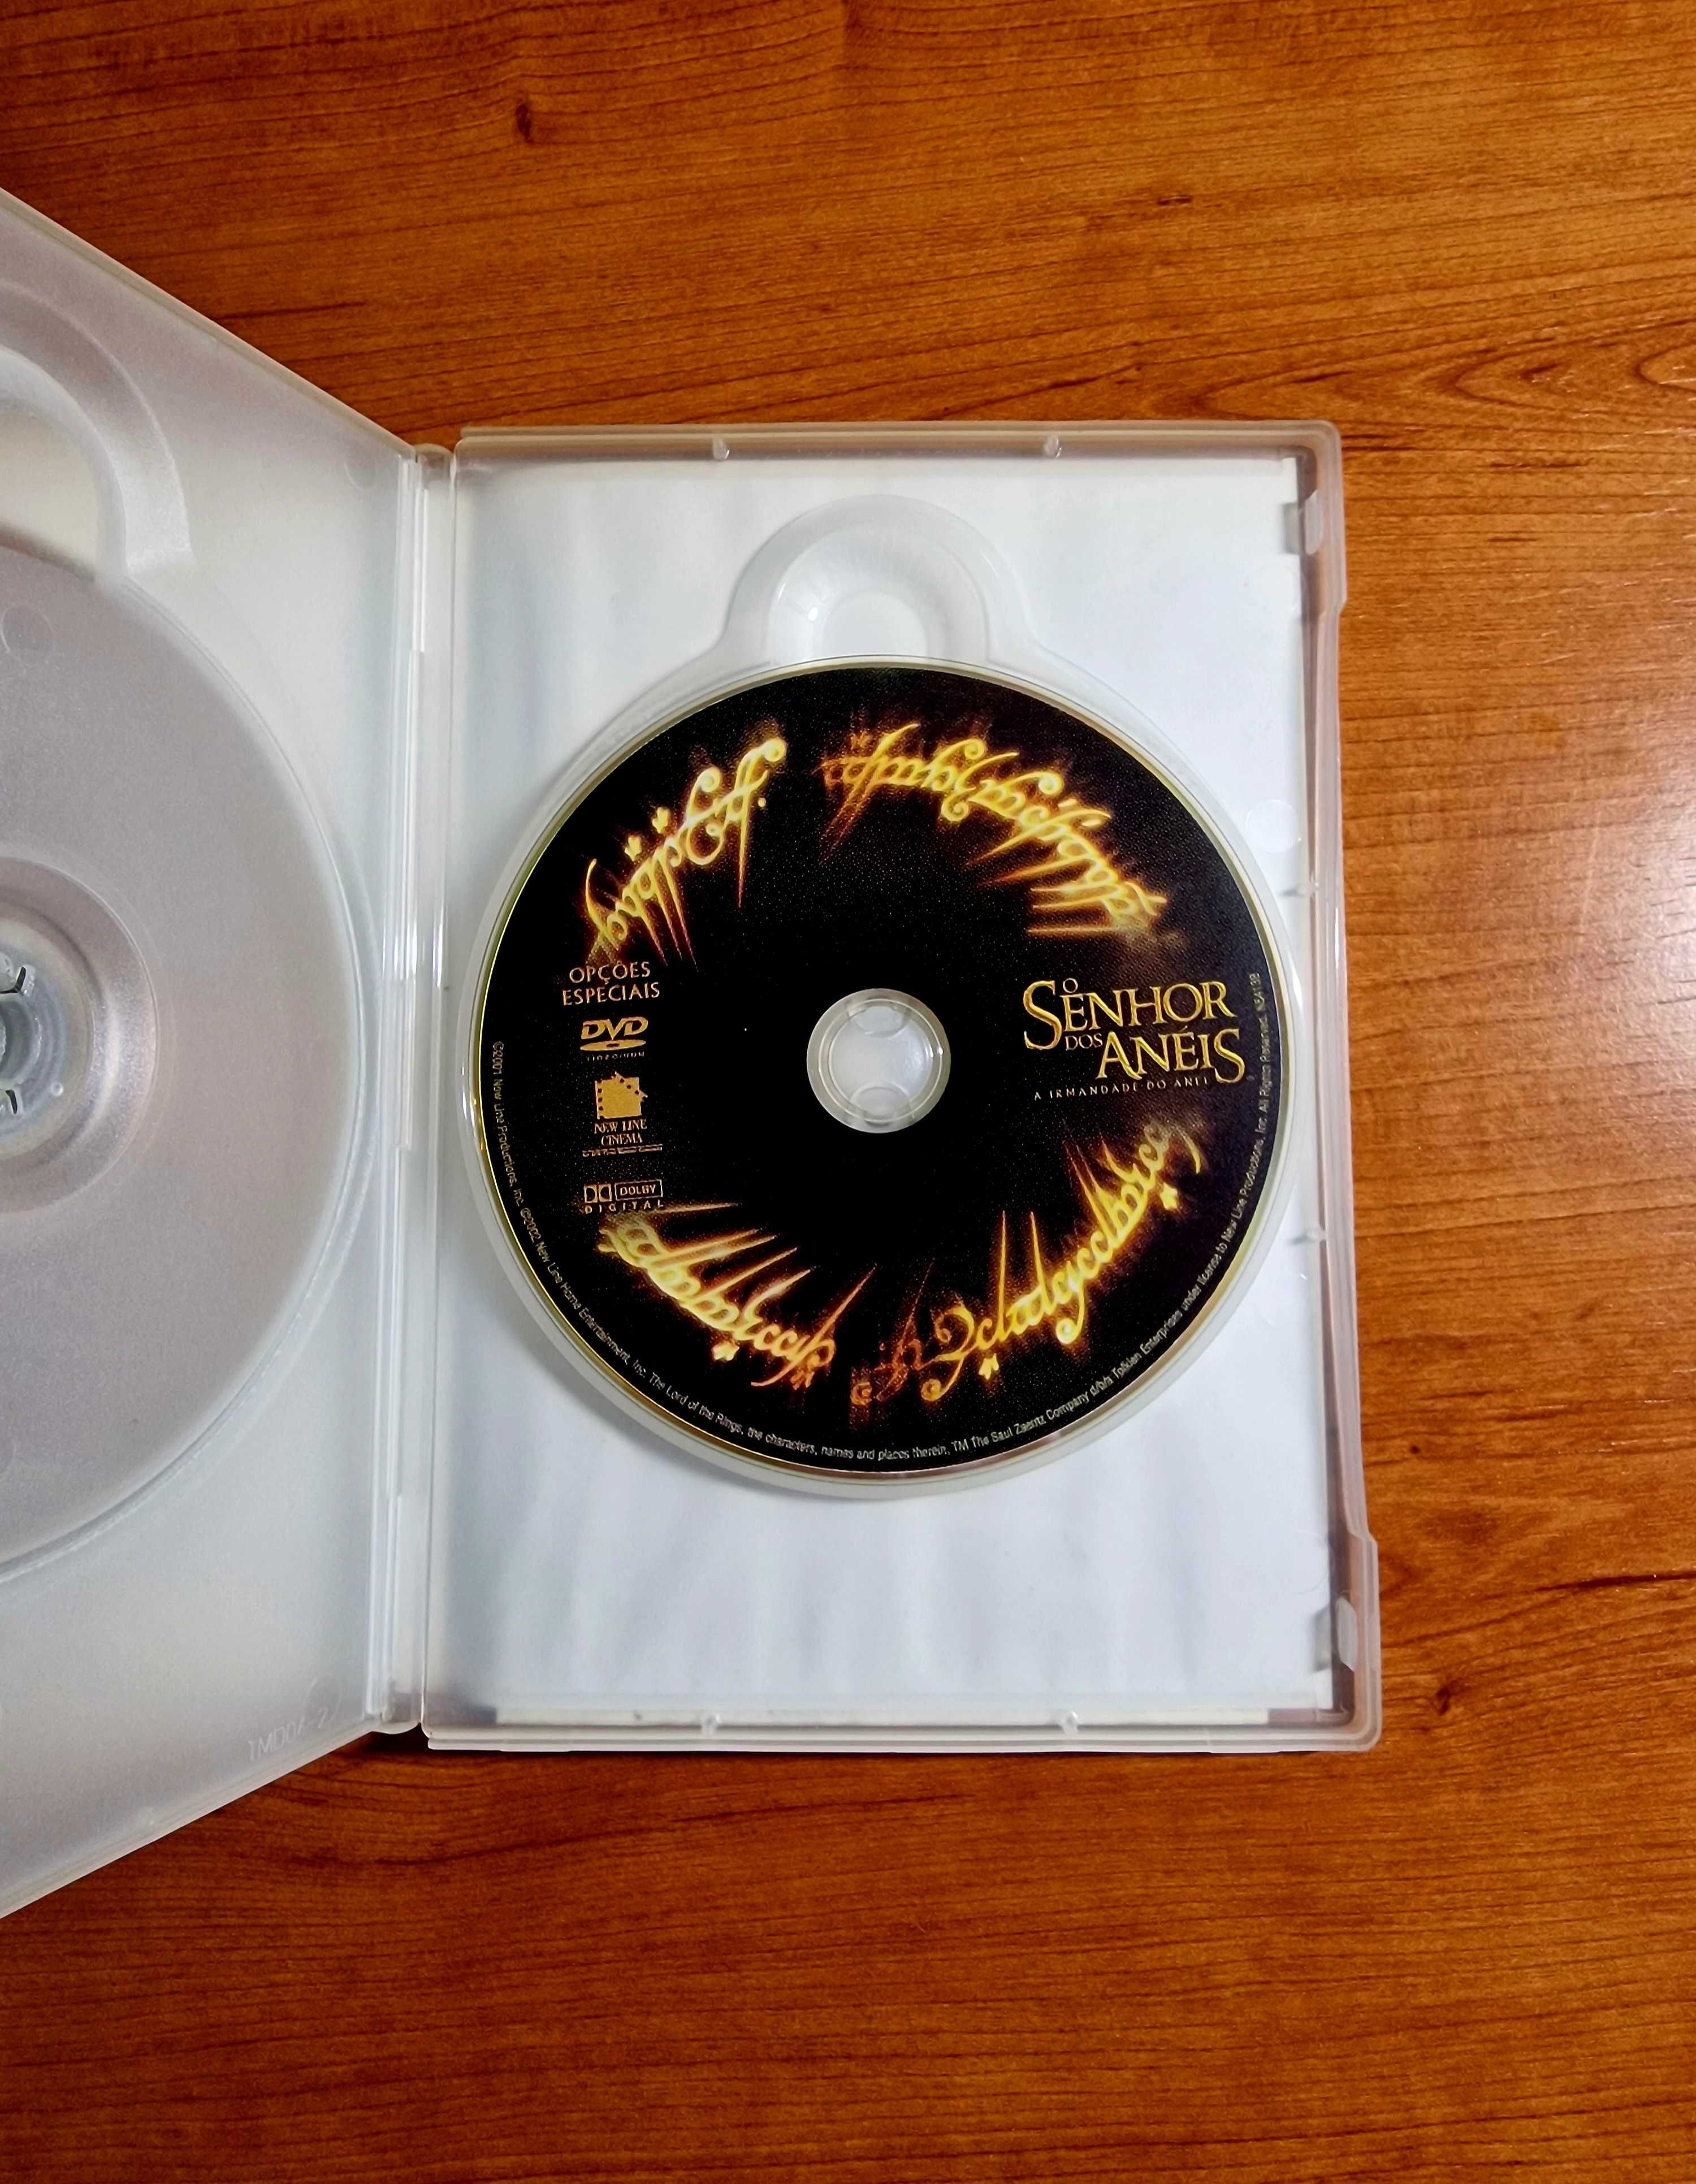 OPÇÕES
ESPECIAIS
DVD
VIDEO/ROM
NEW LINE
CINEMA
DOLBY
DIGITAL
O
SENHOR
DOS ANÉIS
A IRMANDADE DO ANEL
©2001 New Line Productions, Inc. ©2002 New Line Home Entertainment, Inc. The Lord of the Rings, the characters, names and places therein, TM The Saul Zaentz Company d/b/a Tolkien Enterprises under license to New Line Productions, Inc. All Rights Reserved.